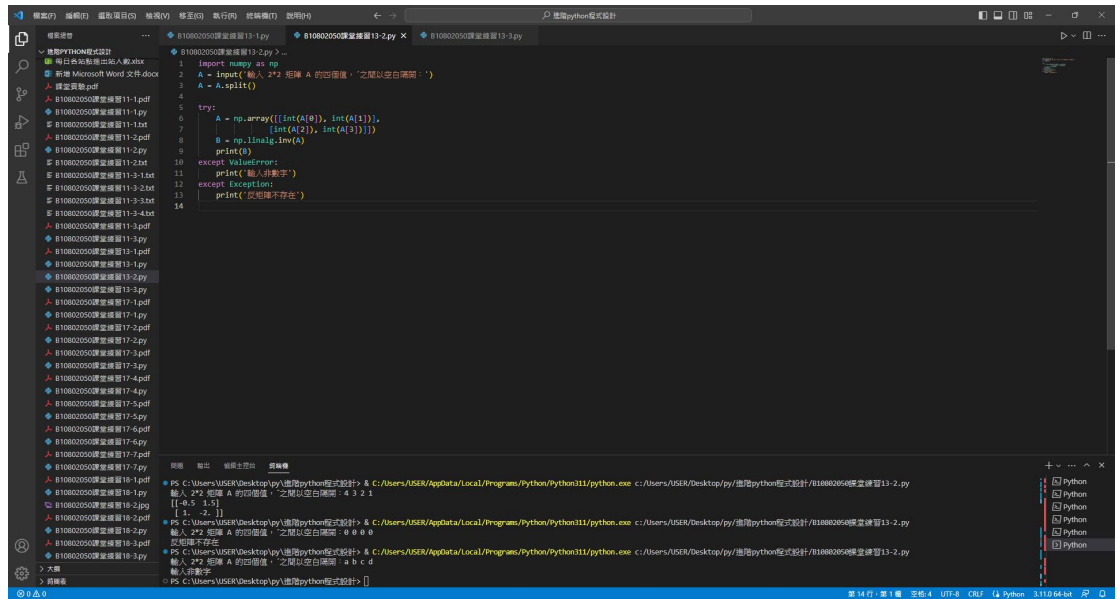 檔案(F) 編輯(E) 選取項目(S) 檢視(V) 移至(G) 執行(R) 終端機(T) 說明(H) 進階python程式設計
檔案總管
B10802050課堂練習13-1.py B10802050課堂練習13-2.py B10802050課堂練習13-3.py
進階PYTHON程式設計
B10802050課堂練習13-2.py > ...
每日各站點進出站人數.xlsx
新增 Microsoft Word 文件.docx
課堂實驗.pdf
B10802050課堂練習11-1.pdf
B10802050課堂練習11-1.py
B10802050課堂練習11-1.txt
B10802050課堂練習11-2.pdf
B10802050課堂練習11-2.py
B10802050課堂練習11-2.txt
B10802050課堂練習11-3-1.txt
B10802050課堂練習11-3-2.txt
B10802050課堂練習11-3-3.txt
B10802050課堂練習11-3-4.txt
B10802050課堂練習11-3.pdf
B10802050課堂練習11-3.py
B10802050課堂練習13-1.pdf
B10802050課堂練習13-1.py
B10802050課堂練習13-2.py
B10802050課堂練習13-3.py
B10802050課堂練習17-1.pdf
B10802050課堂練習17-1.py
B10802050課堂練習17-2.pdf
B10802050課堂練習17-2.py
B10802050課堂練習17-3.pdf
B10802050課堂練習17-3.py
B10802050課堂練習17-4.pdf
B10802050課堂練習17-4.py
B10802050課堂練習17-5.pdf
B10802050課堂練習17-5.py
B10802050課堂練習17-6.pdf
B10802050課堂練習17-6.py
B10802050課堂練習17-7.pdf
B10802050課堂練習17-7.py
B10802050課堂練習18-1.pdf
B10802050課堂練習18-1.py
B10802050課堂練習18-2.jpg
B10802050課堂練習18-2.pdf
B10802050課堂練習18-2.py
B10802050課堂練習18-3.pdf
B10802050課堂練習18-3.py
大綱
時間表
1 import numpy as np
2 A = input('輸入 2*2 矩陣 A 的四個值，ˊ之間以空白隔開：')
3 A = A.split()
4
5 try:
6 A = np.array([[int(A[0]), int(A[1])],
7 [int(A[2]), int(A[3])]])
8 B = np.linalg.inv(A)
9 print(B)
10 except ValueError:
11 print('輸入非數字')
12 except Exception:
13 print('反矩陣不存在')
14
問題 輸出 偵錯主控台 終端機
PS C:\Users\USER\Desktop\py\進階python程式設計> & C:/Users/USER/AppData/Local/Programs/Python/Python311/python.exe c:/Users/USER/Desktop/py/進階python程式設計/B10802050課堂練習13-2.py
輸入 2*2 矩陣 A 的四個值，ˊ之間以空白隔開：4 3 2 1
[[-0.5 1.5]
[ 1. -2. ]]
PS C:\Users\USER\Desktop\py\進階python程式設計> & C:/Users/USER/AppData/Local/Programs/Python/Python311/python.exe c:/Users/USER/Desktop/py/進階python程式設計/B10802050課堂練習13-2.py
輸入 2*2 矩陣 A 的四個值，ˊ之間以空白隔開：0 0 0 0
反矩陣不存在
PS C:\Users\USER\Desktop\py\進階python程式設計> & C:/Users/USER/AppData/Local/Programs/Python/Python311/python.exe c:/Users/USER/Desktop/py/進階python程式設計/B10802050課堂練習13-2.py
輸入 2*2 矩陣 A 的四個值，ˊ之間以空白隔開：a b c d
輸入非數字
PS C:\Users\USER\Desktop\py\進階python程式設計>
Python
Python
Python
Python
Python
Python
0 0 第 14 行，第 1 欄 空格: 4 UTF-8 CRLF Python 3.11.0 64-bit